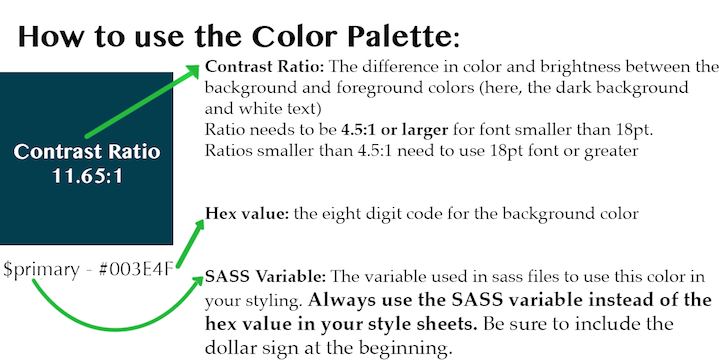 How to use the Color Palette:
Contrast Ratio: The difference in color and brightness between the
background and foreground colors (here, the dark background
and white text)
Ratio needs to be 4.5:1 or larger for font smaller than 18pt.
Ratios smaller than 4.5:1 need to use 18pt font or greater
Contrast Ratio
11.65:1
Hex value: the eight digit code for the background color
$primary - #003E4F
SASS Variable: The variable used in sass files to use this color in
your styling. Always use the SASS variable instead of the
hex value in your style sheets. Be sure to include the
dollar sign at the beginning.